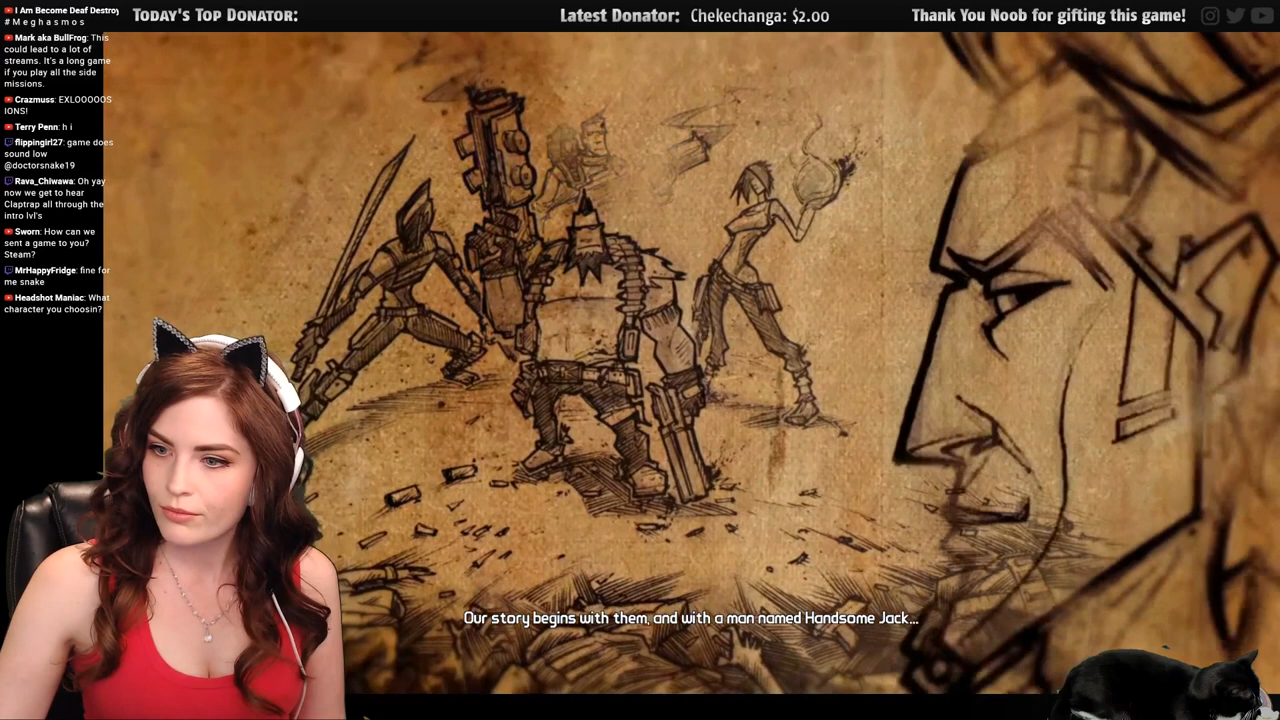 TODAY'S TOP DONATOR:
LATEST DONATOR: Chekechanga: $2.00
THANK YOU NOOB FOR GIFTING THIS GAME!
I Am Become Deaf Destroy
# M e g h a s m o s
Mark aka BullFrog: This
could lead to a lot of
streams. It's a long game
if you play all the side
missions.
Crazmuss: EXLOOOOOS
IONS!
Terry Penn: h i
flippingirl27: game does
sound low
@doctorsnake19
Rava_Chiwawa: Oh yay
now we get to hear
Claptrap all through the
intro lvl's
Sworn: How can we
sent a game to you?
Steam?
MrHappyFridge: fine for
me snake
Headshot Maniac: What
character you choosin?
Our story begins with them, and with a man named Handsome Jack...